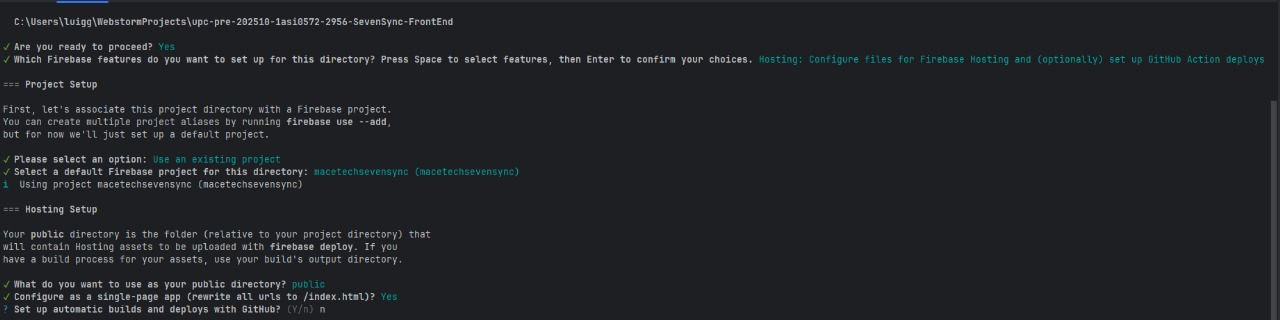 C:\Users\luigg\WebstormProjects\upc-pre-202510-1asi0572-2956-SevenSync-FrontEnd
✓ Are you ready to proceed? Yes
✓ Which Firebase features do you want to set up for this directory? Press Space to select features, then Enter to confirm your choices. Hosting: Configure files for Firebase Hosting and (optionally) set up GitHub Action deploys
=== Project Setup
First, let's associate this project directory with a Firebase project.
You can create multiple project aliases by running firebase use --add,
but for now we'll just set up a default project.
✓ Please select an option: Use an existing project
✓ Select a default Firebase project for this directory: macetechsevensync (macetechsevensync)
i  Using project macetechsevensync (macetechsevensync)
=== Hosting Setup
Your public directory is the folder (relative to your project directory) that
will contain Hosting assets to be uploaded with firebase deploy. If you
have a build process for your assets, use your build's output directory.
✓ What do you want to use as your public directory? public
✓ Configure as a single-page app (rewrite all urls to /index.html)? Yes
? Set up automatic builds and deploys with GitHub? (Y/n) n